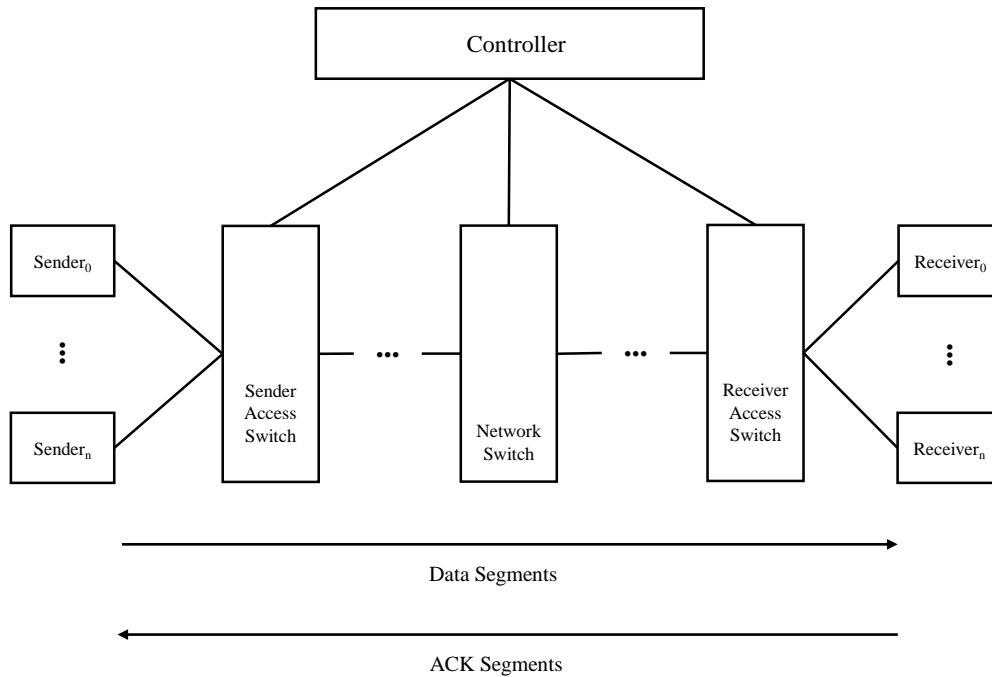 Controller
Sender₀
Receiver₀
Sender
Access
Switch
Network
Switch
Receiver
Access
Switch
Senderₙ
Receiverₙ
Data Segments
ACK Segments